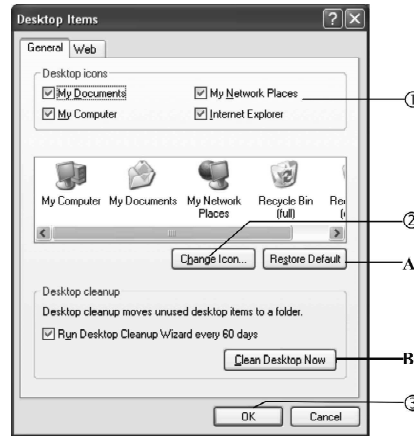 Desktop Items
General Web
Desktop icons
My Documents My Network Places
My Computer Internet Explorer
①
My Computer My Documents My Network Places Recycle Bin (full)
②
Change Icon... Restore Default
A
Desktop cleanup
Desktop cleanup moves unused desktop items to a folder.
Run Desktop Cleanup Wizard every 60 days
Clean Desktop Now
B
③
OK Cancel